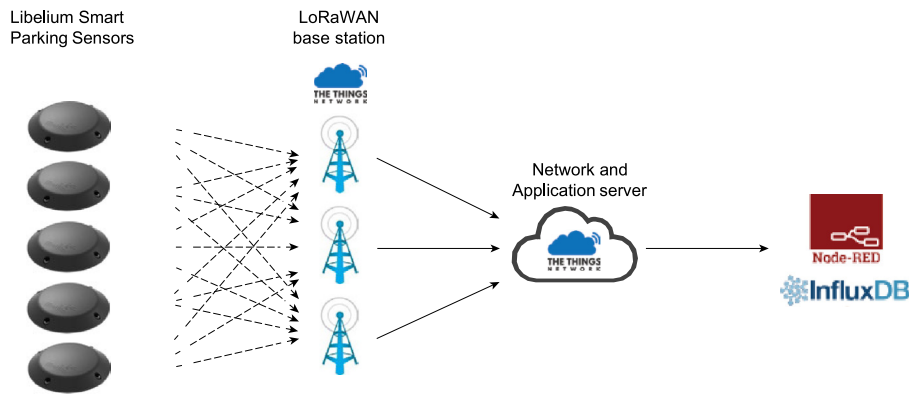 Libelium Smart
Parking Sensors
LoRaWAN
base station
THE THINGS
NETWORK
Network and
Application server
THE THINGS
NETWORK
Node-RED
InfluxDB